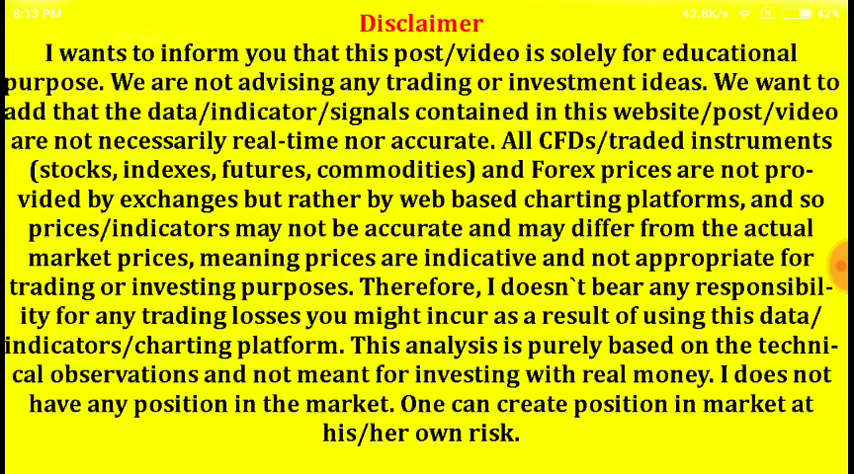 8:13 PM 42.8K/s 42%
Disclaimer
I wants to inform you that this post/video is solely for educational
purpose. We are not advising any trading or investment ideas. We want to
add that the data/indicator/signals contained in this website/post/video
are not necessarily real-time nor accurate. All CFDs/traded instruments
(stocks, indexes, futures, commodities) and Forex prices are not pro-
vided by exchanges but rather by web based charting platforms, and so
prices/indicators may not be accurate and may differ from the actual
market prices, meaning prices are indicative and not appropriate for
trading or investing purposes. Therefore, I doesn`t bear any responsibil-
ity for any trading losses you might incur as a result of using this data/
indicators/charting platform. This analysis is purely based on the techni-
cal observations and not meant for investing with real money. I does not
have any position in the market. One can create position in market at
his/her own risk.